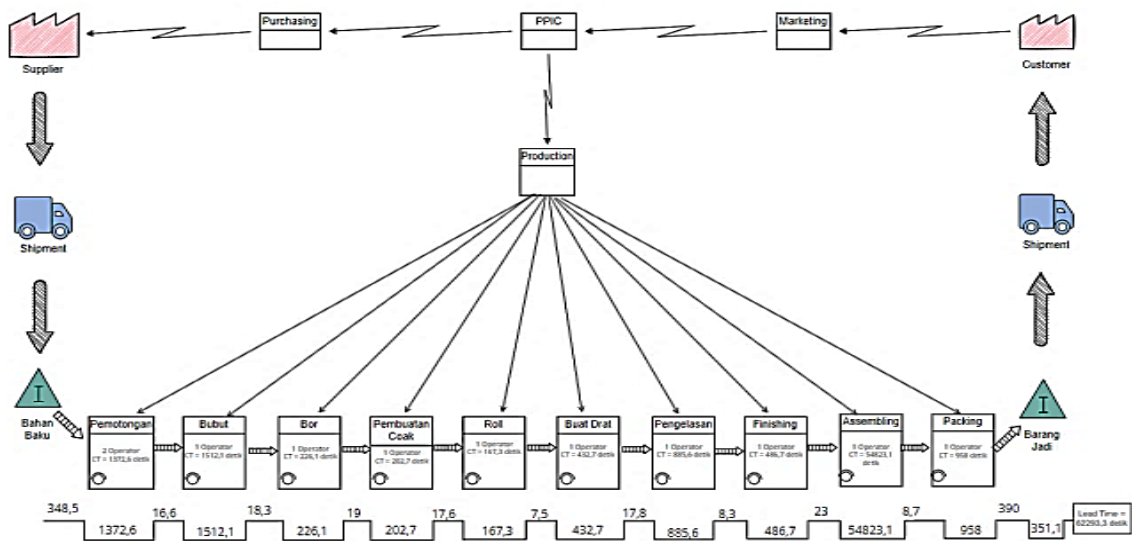 Purchasing
PPIC
Marketing
Supplier
Customer
Production
Shipment
Shipment
I
Bahan
Baku
I
Barang
Jadi
Pemotongan
2 Operator
CT = 1372,6 detik
Bubut
1 Operator
CT = 1512,1 detik
Bor
1 Operator
CT = 226,1 detik
Pembuatan
Coak
1 Operator
CT = 202,7 detik
Roll
1 Operator
CT = 167,3 detik
Buat Drat
1 Operator
CT = 432,7 detik
Pengelasan
1 Operator
CT = 885,6 detik
Finishing
1 Operator
CT = 486,7 detik
Assembling
Jadi
1 Operator
CT = 54823,1
detik
Packing
1 Operator
CT = 958 detik
348,5
16,6
18,3
19
17,6
7,5
17,8
8,3
23
8,7
390
1372,6
1512,1
226,1
202,7
167,3
432,7
885,6
486,7
54823,1
958
351,1
Lead Time =
62293,3 detik